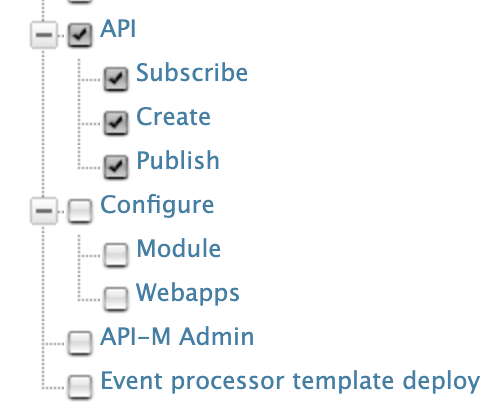 API
Subscribe
Create
Publish
Configure
Module
Webapps
API-M Admin
Event processor template deploy